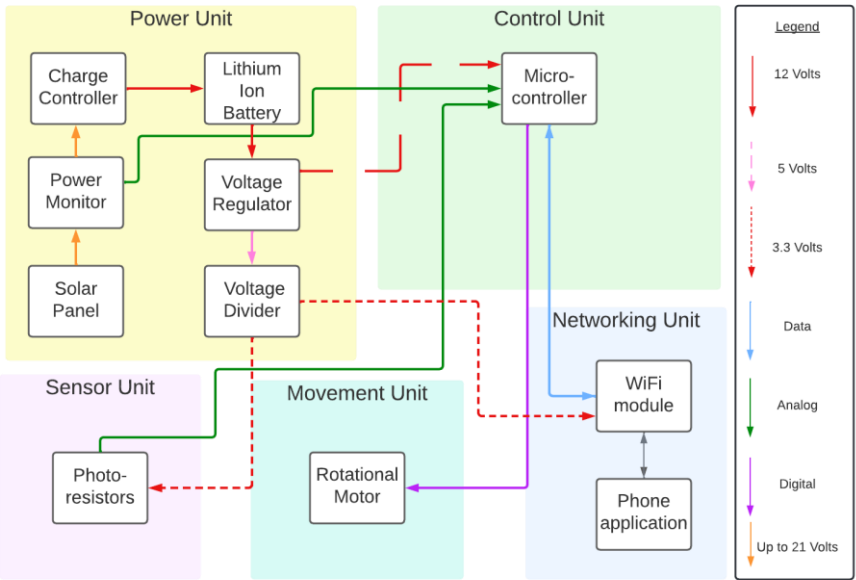 Power Unit
Charge
Controller
Lithium
Ion
Battery
Power
Monitor
Voltage
Regulator
Solar
Panel
Voltage
Divider
Control Unit
Micro-
controller
Sensor Unit
Photo-
resistors
Movement Unit
Rotational
Motor
Networking Unit
WiFi
module
Phone
application
Legend
12 Volts
5 Volts
3.3 Volts
Data
Analog
Digital
Up to 21 Volts